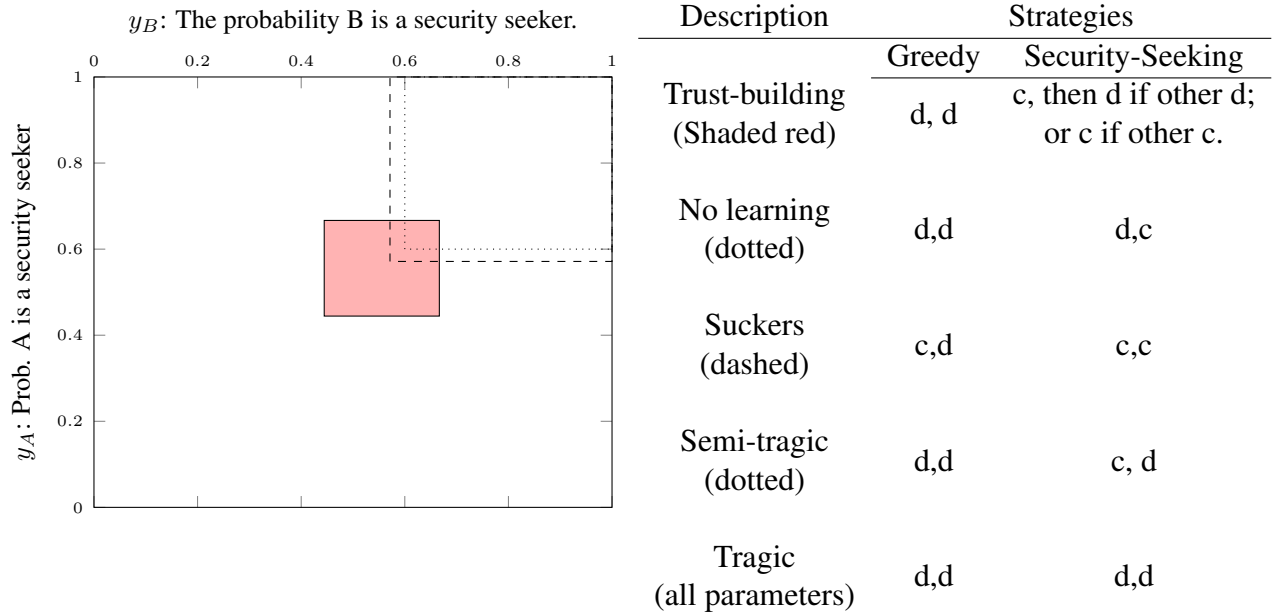 y_B: The probability B is a security seeker.
0 0.2 0.4 0.6 0.8 1
1
0.8
0.6
0.4
0.2
0
y_A: Prob. A is a security seeker
Description Strategies
Greedy Security-Seeking
Trust-building
(Shaded red)
d, d
c, then d if other d;
or c if other c.
No learning
(dotted)
d,d
d,c
Suckers
(dashed)
c,d
c,c
Semi-tragic
(dotted)
d,d
c, d
Tragic
(all parameters)
d,d
d,d